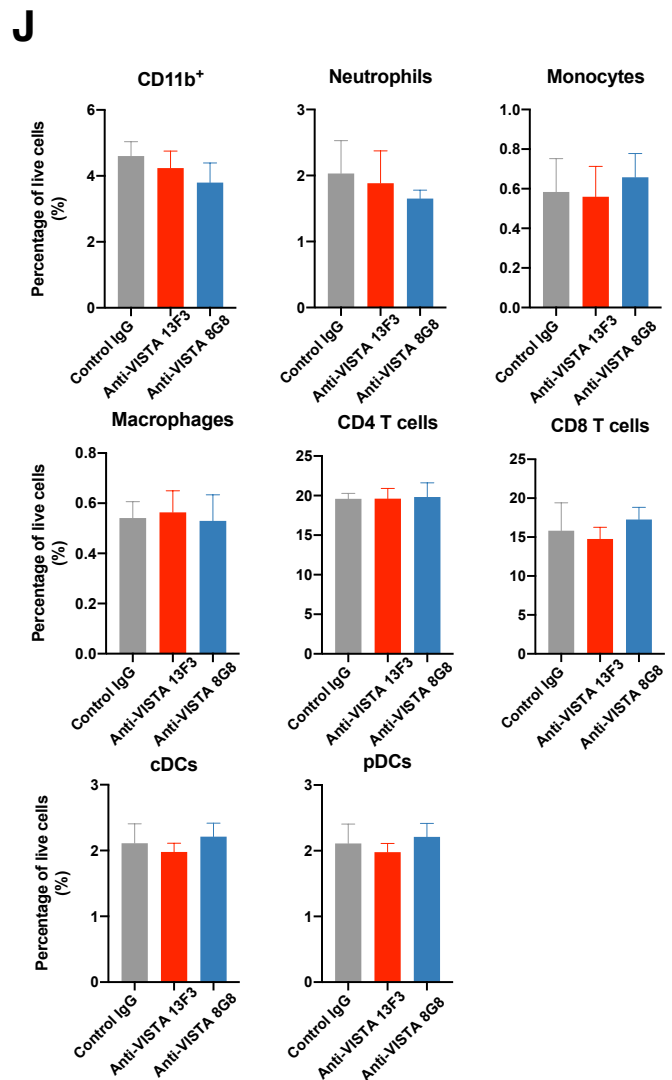 J
CD11b⁺
Neutrophils
Monocytes
Percentage of live cells
(%)
6
4
2
0
3
2
1
0
1.0
0.8
0.6
0.4
0.2
0.0
Control IgG
Anti-VISTA 13F3
Anti-VISTA 8G8
Control IgG
Anti-VISTA 13F3
Anti-VISTA 8G8
Control IgG
Anti-VISTA 13F3
Anti-VISTA 8G8
Macrophages
CD4 T cells
CD8 T cells
Percentage of live cells
(%)
0.8
0.6
0.4
0.2
0.0
25
20
15
10
5
0
25
20
15
10
5
0
Control IgG
Anti-VISTA 13F3
Anti-VISTA 8G8
Control IgG
Anti-VISTA 13F3
Anti-VISTA 8G8
Control IgG
Anti-VISTA 13F3
Anti-VISTA 8G8
cDCs
pDCs
Percentage of live cells
(%)
3
2
1
0
3
2
1
0
Control IgG
Anti-VISTA 13F3
Anti-VISTA 8G8
Control IgG
Anti-VISTA 13F3
Anti-VISTA 8G8